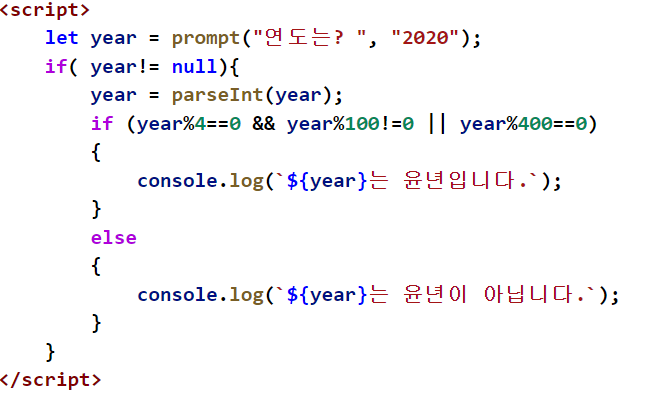 <script>
let year = prompt("연도는? ", "2020");
if( year!= null){
year = parseInt(year);
if (year%4==0 && year%100!=0 || year%400==0)
{
console.log(`${year}는 윤년입니다.`);
}
else
{
console.log(`${year}는 윤년이 아닙니다.`);
}
}
</script>